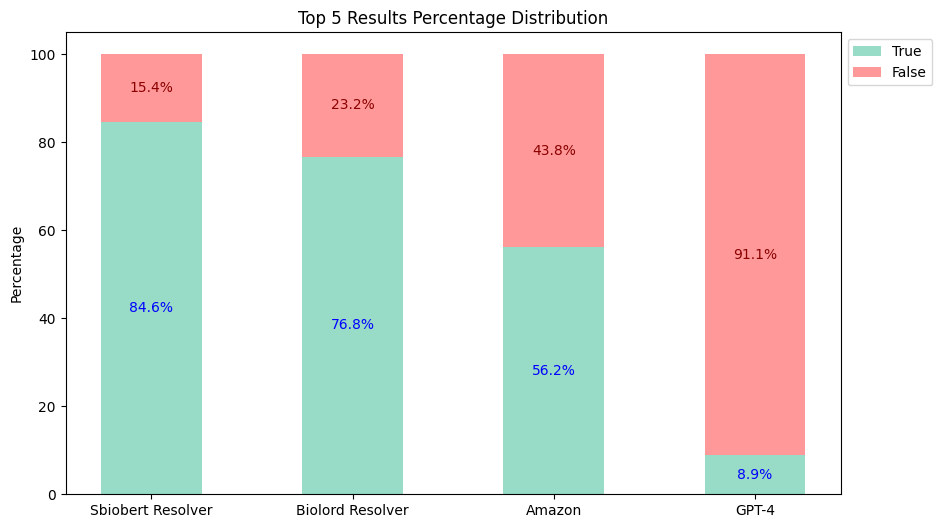 Top 5 Results Percentage Distribution
True
False
Percentage
100
80
60
40
20
0
15.4%
23.2%
43.8%
91.1%
84.6%
76.8%
56.2%
8.9%
Sbiobert Resolver
Biolord Resolver
Amazon
GPT-4